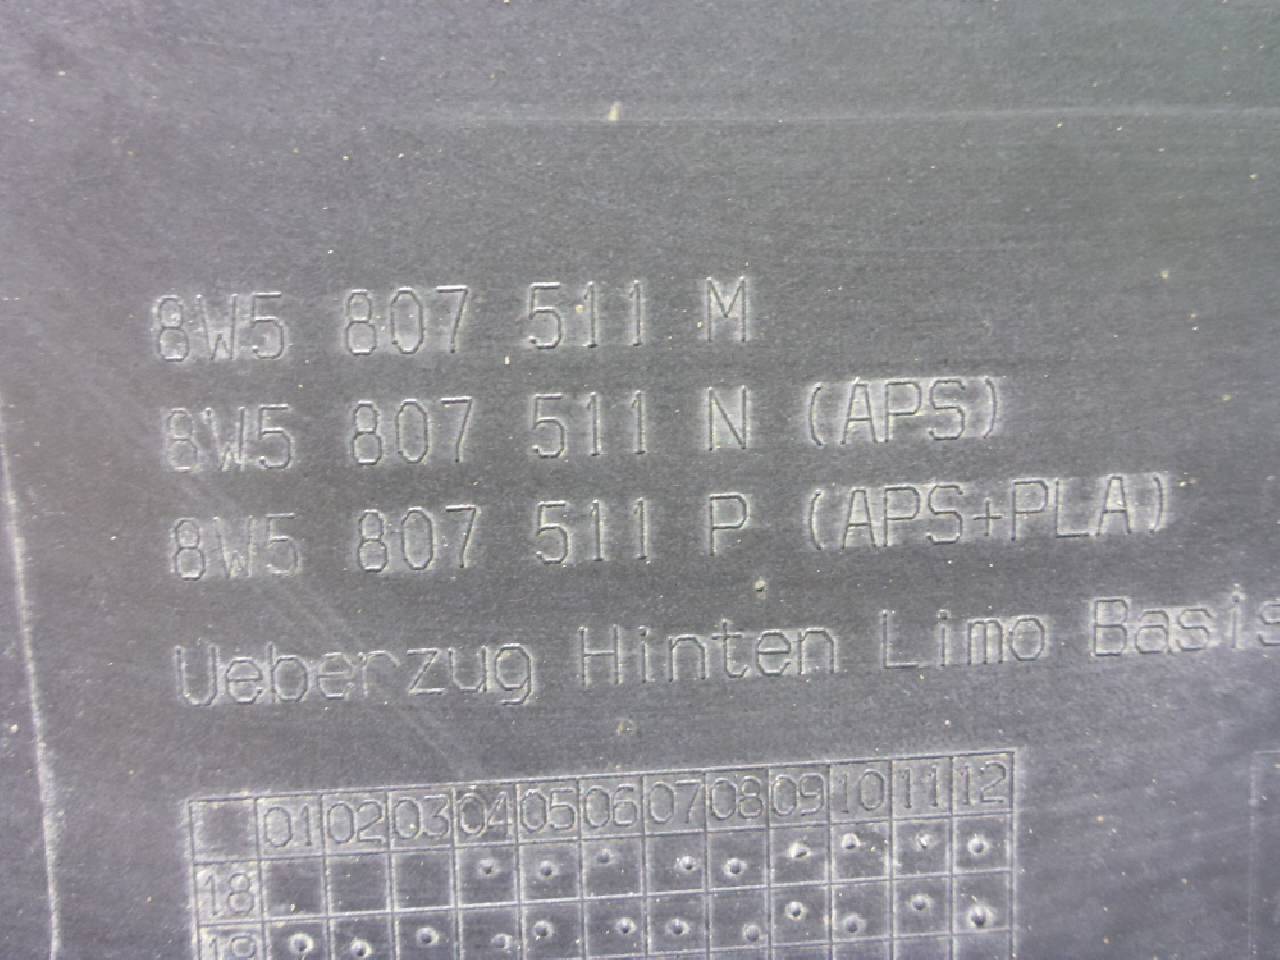 8W5 807 511 M
8W5 807 511 N (APS)
8W5 807 511 P (APS+PLA)
Ueberzug Hinten Limo Basis
01 02 03 04 05 06 07 08 09 10 11 12
18
19